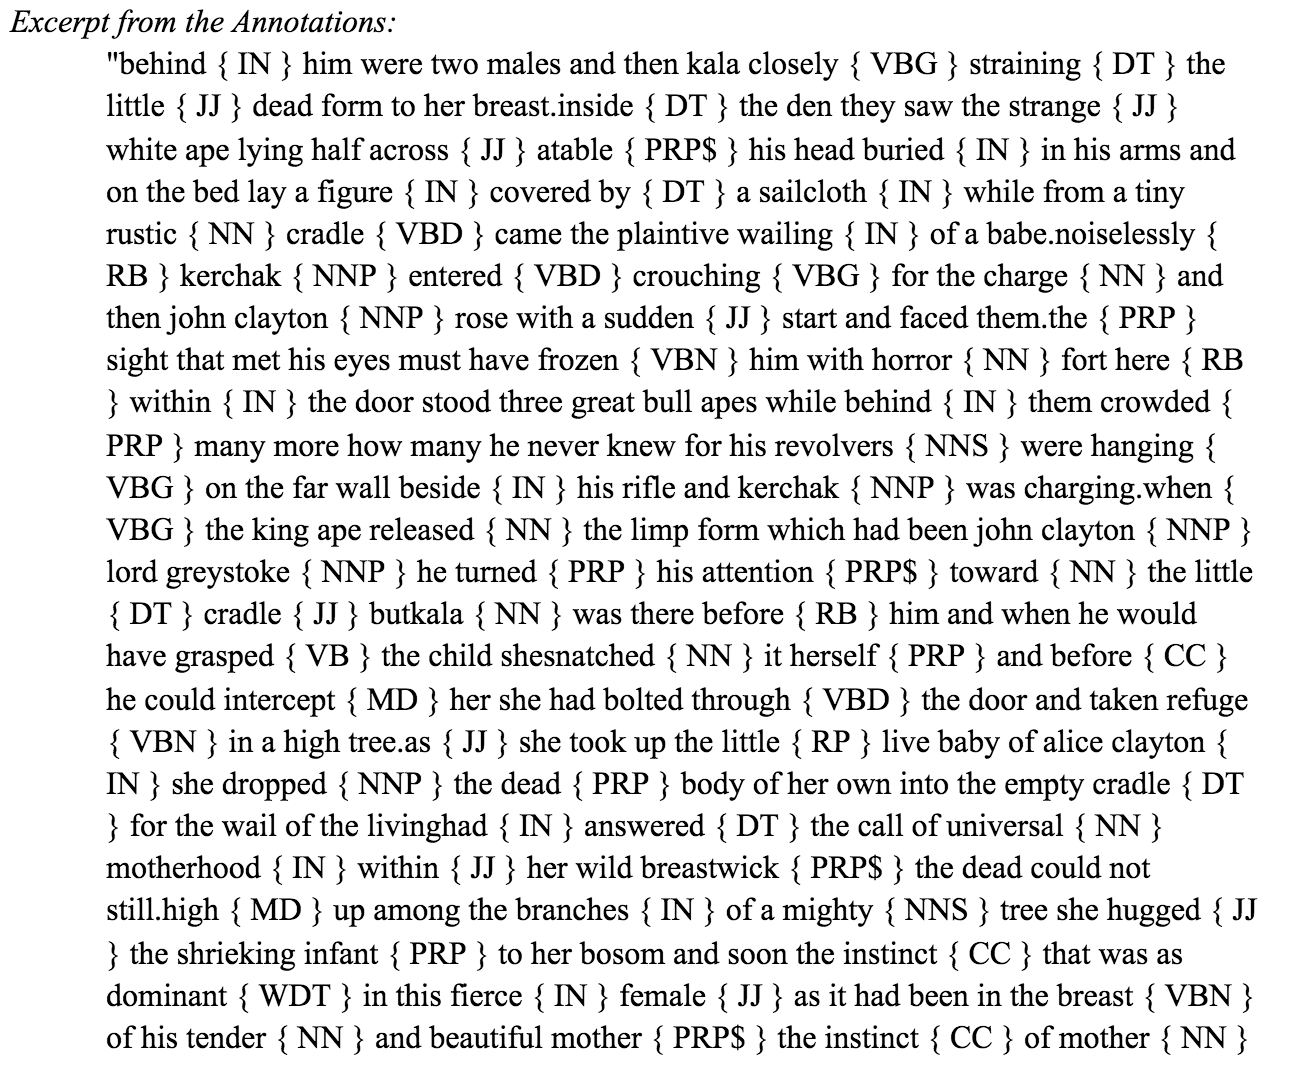 Excerpt from the Annotations:
"behind { IN } him were two males and then kala closely { VBG } straining { DT } the
little { JJ } dead form to her breast.inside { DT } the den they saw the strange { JJ }
white ape lying half across { JJ } atable { PRP$ } his head buried { IN } in his arms and
on the bed lay a figure { IN } covered by { DT } a sailcloth { IN } while from a tiny
rustic { NN } cradle { VBD } came the plaintive wailing { IN } of a babe.noiselessly {
RB } kerchak { NNP } entered { VBD } crouching { VBG } for the charge { NN } and
then john clayton { NNP } rose with a sudden { JJ } start and faced them.the { PRP }
sight that met his eyes must have frozen { VBN } him with horror { NN } fort here { RB
} within { IN } the door stood three great bull apes while behind { IN } them crowded {
PRP } many more how many he never knew for his revolvers { NNS } were hanging {
VBG } on the far wall beside { IN } his rifle and kerchak { NNP } was charging.when {
VBG } the king ape released { NN } the limp form which had been john clayton { NNP }
lord greystoke { NNP } he turned { PRP } his attention { PRP$ } toward { NN } the little
{ DT } cradle { JJ } butkala { NN } was there before { RB } him and when he would
have grasped { VB } the child shesnatched { NN } it herself { PRP } and before { CC }
he could intercept { MD } her she had bolted through { VBD } the door and taken refuge
{ VBN } in a high tree.as { JJ } she took up the little { RP } live baby of alice clayton {
IN } she dropped { NNP } the dead { PRP } body of her own into the empty cradle { DT
} for the wail of the livinghad { IN } answered { DT } the call of universal { NN }
motherhood { IN } within { JJ } her wild breastwick { PRP$ } the dead could not
still.high { MD } up among the branches { IN } of a mighty { NNS } tree she hugged { JJ
} the shrieking infant { PRP } to her bosom and soon the instinct { CC } that was as
dominant { WDT } in this fierce { IN } female { JJ } as it had been in the breast { VBN }
of his tender { NN } and beautiful mother { PRP$ } the instinct { CC } of mother { NN }